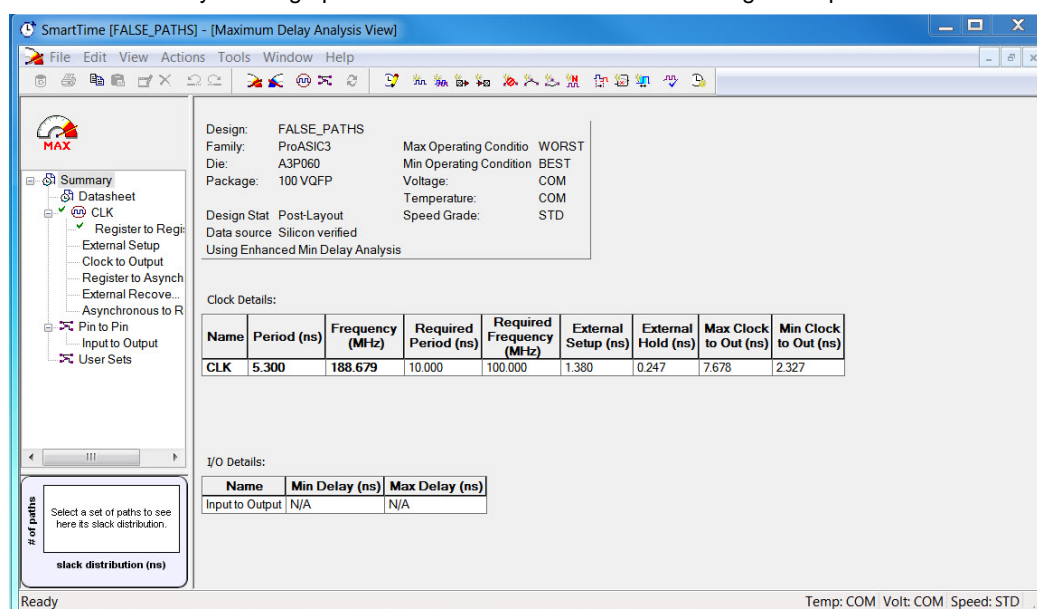 SmartTime [FALSE_PATHS] - [Maximum Delay Analysis View]
File Edit View Actions Tools Window Help
MAX
Summary
Datasheet
CLK
Register to Regi
External Setup
Clock to Output
Register to Asynch
External Recove...
Asynchronous to R
Pin to Pin
Input to Output
User Sets
# of paths
Select a set of paths to see
here its slack distribution.
slack distribution (ns)
Design: FALSE_PATHS
Family: ProASIC3 Max Operating Conditio WORST
Die: A3P060 Min Operating Condition BEST
Package: 100 VQFP Voltage: COM
Temperature: COM
Design Stat Post-Layout Speed Grade: STD
Data source Silicon verified
Using Enhanced Min Delay Analysis
Clock Details:
Name Period (ns) Frequency (MHz) Required Period (ns) Required Frequency (MHz) External Setup (ns) External Hold (ns) Max Clock to Out (ns) Min Clock to Out (ns)
CLK 5.300 188.679 10.000 100.000 1.380 0.247 7.678 2.327
I/O Details:
Name Min Delay (ns) Max Delay (ns)
Input to Output N/A N/A
Ready Temp: COM Volt: COM Speed: STD